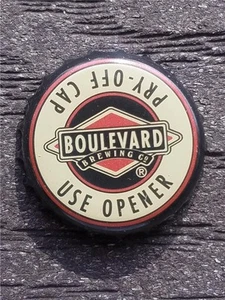 PRY-OFF CAP
BOULEVARD
BREWING Co
®
USE OPENER